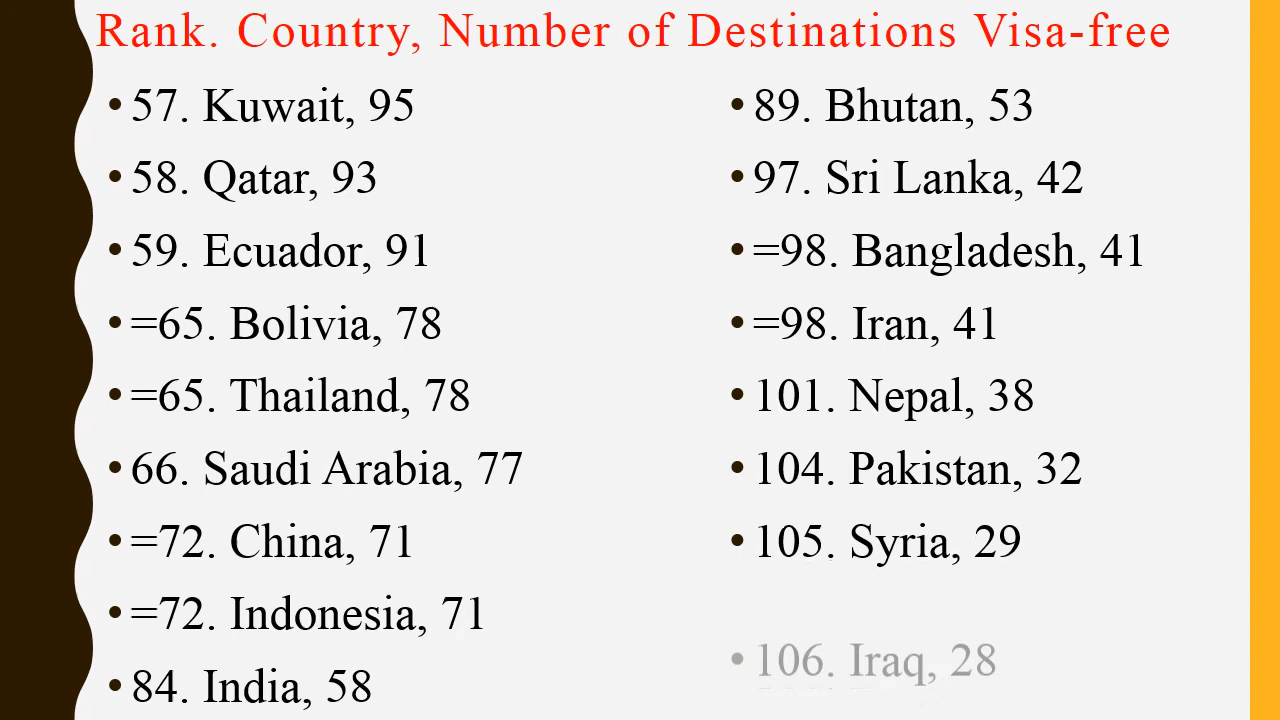 Rank. Country, Number of Destinations Visa-free
• 57. Kuwait, 95
• 58. Qatar, 93
• 59. Ecuador, 91
• =65. Bolivia, 78
• =65. Thailand, 78
• 66. Saudi Arabia, 77
• =72. China, 71
• =72. Indonesia, 71
• 84. India, 58
• 89. Bhutan, 53
• 97. Sri Lanka, 42
• =98. Bangladesh, 41
• =98. Iran, 41
• 101. Nepal, 38
• 104. Pakistan, 32
• 105. Syria, 29
• 106. Iraq, 28